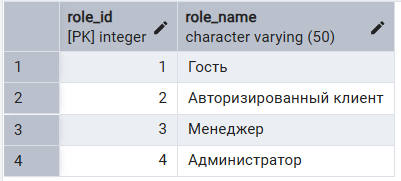 role_id role_name
[PK] integer character varying (50)
1 1 Гость
2 2 Авторизированный клиент
3 3 Менеджер
4 4 Администратор